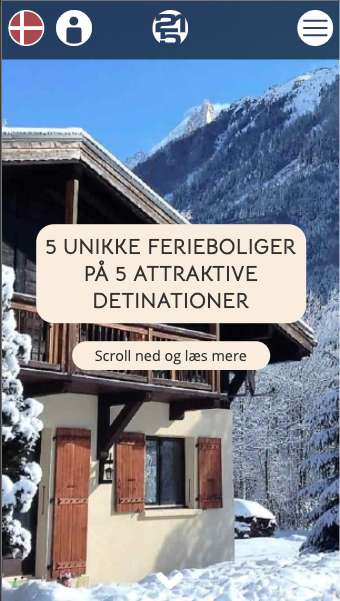 5 UNIKKE FERIEBOLIGER
PÅ 5 ATTRAKTIVE
DETINATIONER
Scroll ned og læs mere